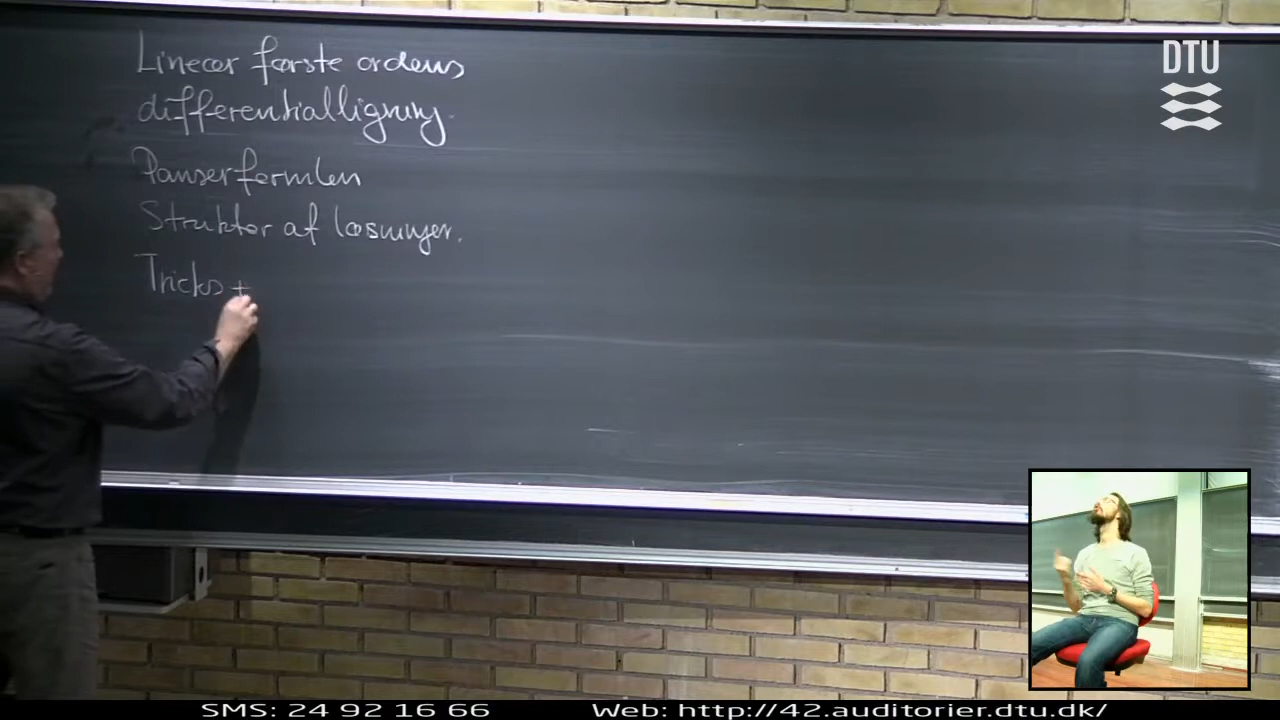 Lineær første ordens
differentialligning.
Panserformlen
Struktur af løsninger.
Tricks +
DTU
SMS: 24 92 16 66 Web: http://42.auditorier.dtu.dk/